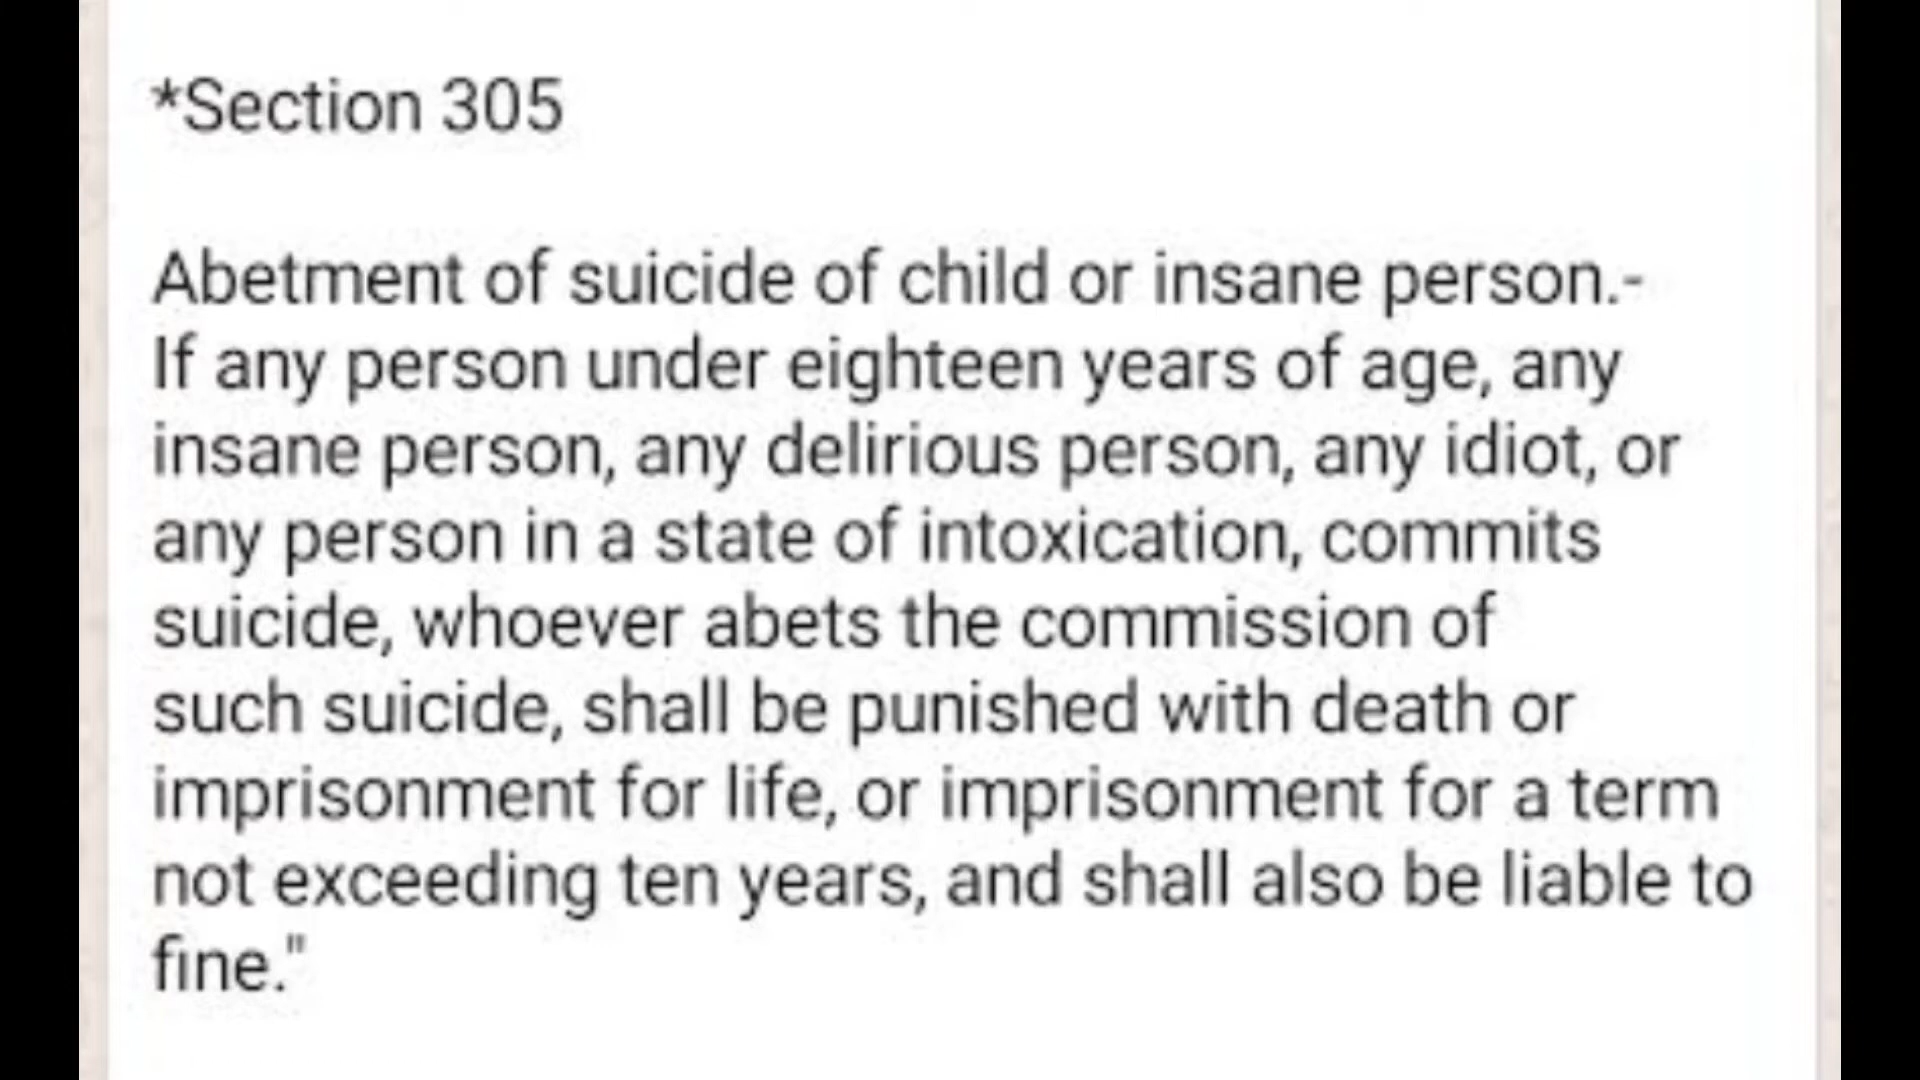 *Section 305
Abetment of suicide of child or insane person.-
If any person under eighteen years of age, any
insane person, any delirious person, any idiot, or
any person in a state of intoxication, commits
suicide, whoever abets the commission of
such suicide, shall be punished with death or
imprisonment for life, or imprisonment for a term
not exceeding ten years, and shall also be liable to
fine."